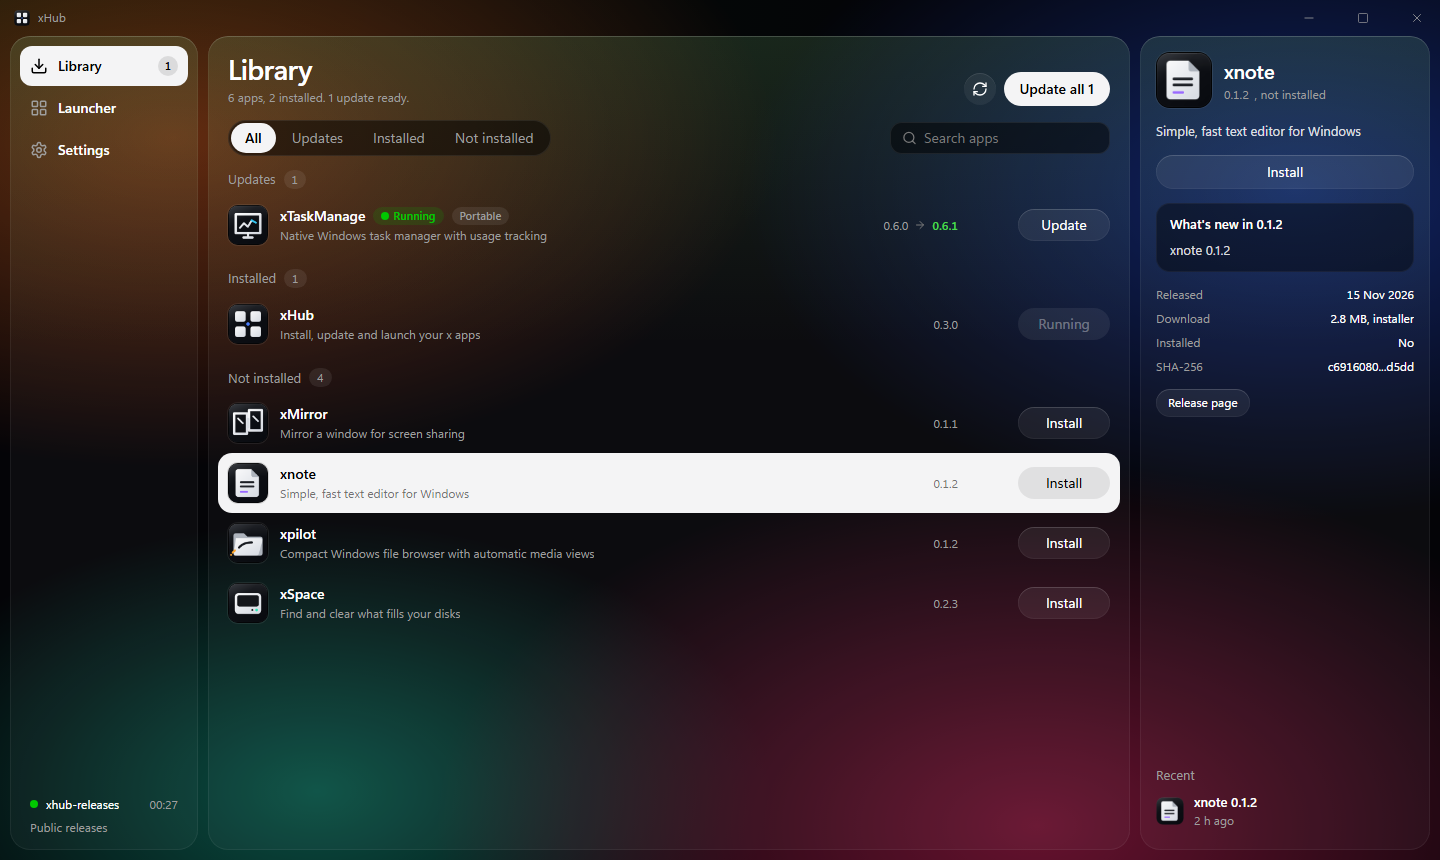 xHub
Library 1
Launcher
Settings
xhub-releases 00:27
Public releases
Library
6 apps, 2 installed. 1 update ready.
Update all 1
All Updates Installed Not installed
Search apps
Updates 1
xTaskManage Running Portable
Native Windows task manager with usage tracking
0.6.0 → 0.6.1
Update
Installed 1
xHub
Install, update and launch your x apps
0.3.0
Running
Not installed 4
xMirror
Mirror a window for screen sharing
0.1.1
Install
xnote
Simple, fast text editor for Windows
0.1.2
Install
xpilot
Compact Windows file browser with automatic media views
0.1.2
Install
xSpace
Find and clear what fills your disks
0.2.3
Install
xnote
0.1.2 , not installed
Simple, fast text editor for Windows
Install
What's new in 0.1.2
xnote 0.1.2
Released 15 Nov 2026
Download 2.8 MB, installer
Installed No
SHA-256 c6916080...d5dd
Release page
Recent
xnote 0.1.2
2 h ago